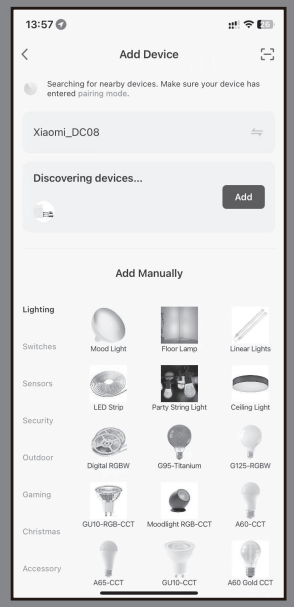 13:57
26
Add Device
Searching for nearby devices. Make sure your device has
entered pairing mode.
Xiaomi_DC08
Discovering devices...
Add
Add Manually
Lighting
Switches
Sensors
Security
Outdoor
Gaming
Christmas
Accessory
Mood Light
Floor Lamp
Linear Lights
LED Strip
Party String Light
Ceiling Light
Digital RGBW
G95-Titanium
G125-RGBW
GU10-RGB-CCT
Moodlight RGB-CCT
A60-CCT
A65-CCT
GU10-CCT
A60 Gold CCT